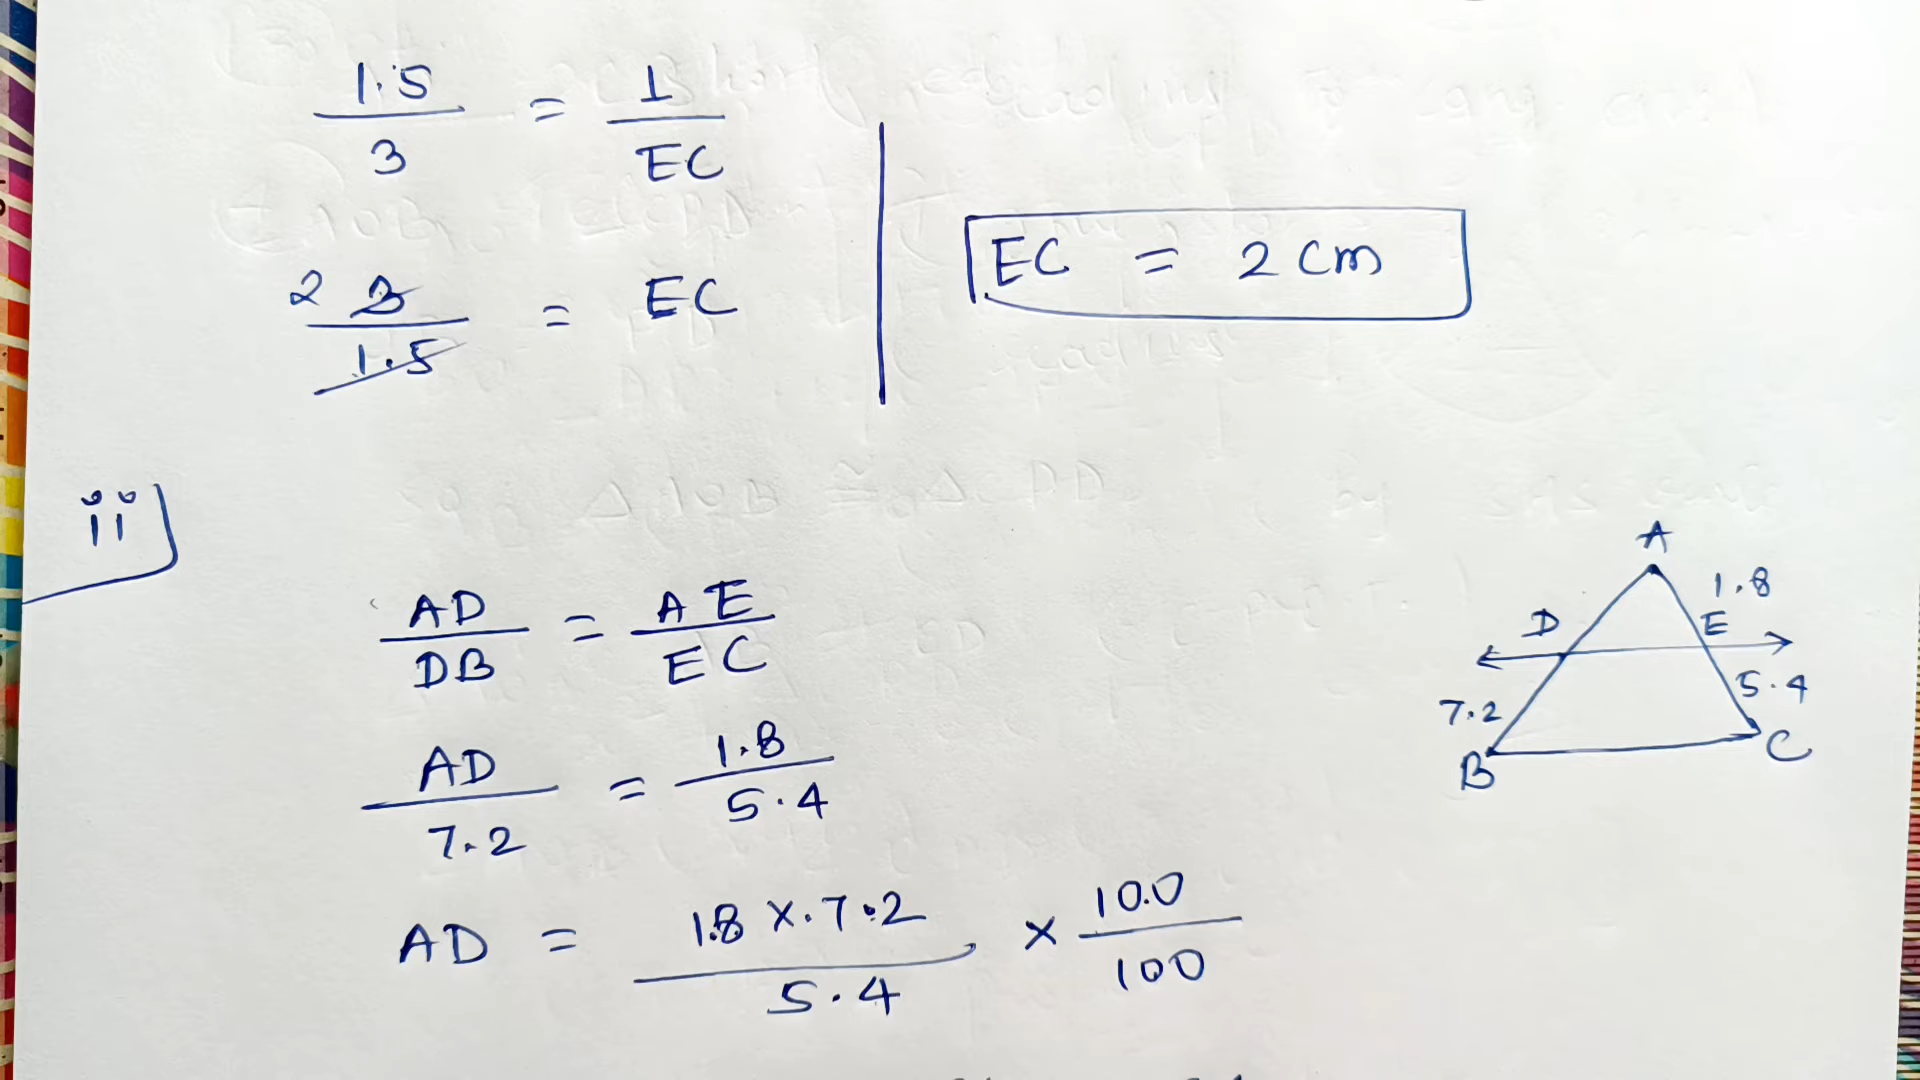 1.5 / 3 = 1 / EC
2 3 / 1.5 = EC
EC = 2 cm
ii)
AD / DB = AE / EC
AD / 7.2 = 1.8 / 5.4
AD = 1.8 x 7.2 / 5.4 x 100 / 100
A
1.8
D
E
7.2
5.4
B
C